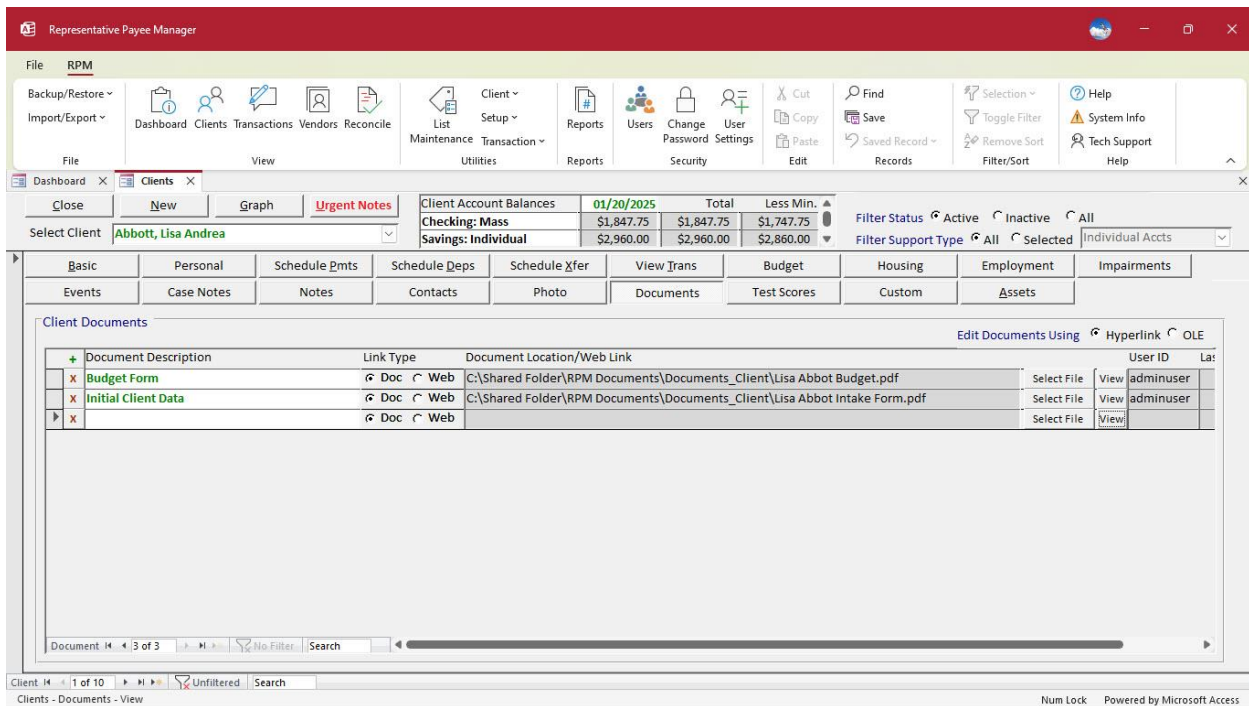 Representative Payee Manager
File RPM
Backup/Restore
Import/Export
Dashboard Clients Transactions Vendors Reconcile
List Maintenance
Client
Setup
Transaction
Reports
Users
Change Password
User Settings
Cut
Copy
Paste
Find
Save
Saved Record
Selection
Toggle Filter
Remove Sort
Help
System Info
Tech Support
File View Utilities Reports Security Edit Records Filter/Sort Help
Dashboard X Clients X
Close New Graph Urgent Notes
Select Client Abbott, Lisa Andrea
Client Account Balances 01/20/2025 Total Less Min.
Checking: Mass $1,847.75 $1,847.75 $1,747.75
Savings: Individual $2,960.00 $2,960.00 $2,860.00
Filter Status Active Inactive All
Filter Support Type All Selected Individual Accts
Basic Personal Schedule Pmts Schedule Deps Schedule Xfer View Trans Budget Housing Employment Impairments
Events Case Notes Notes Contacts Photo Documents Test Scores Custom Assets
Client Documents
Edit Documents Using Hyperlink OLE
+ Document Description Link Type Document Location/Web Link User ID Las
x Budget Form Doc Web C:\Shared Folder\RPM Documents\Documents_Client\Lisa Abbot Budget.pdf Select File View adminuser
x Initial Client Data Doc Web C:\Shared Folder\RPM Documents\Documents_Client\Lisa Abbot Intake Form.pdf Select File View adminuser
x Doc Web Select File View
Document 3 of 3 No Filter Search
Client 1 of 10 Unfiltered Search
Clients - Documents - View Num Lock Powered by Microsoft Access